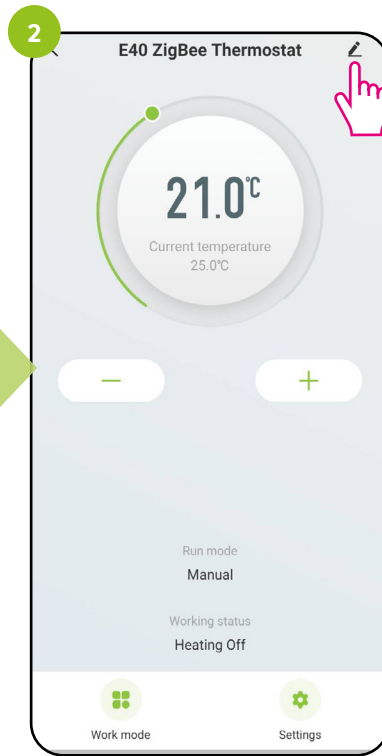 2
E40 ZigBee Thermostat
21.0℃
Current temperature
25.0℃
−
+
Run mode
Manual
Working status
Heating Off
Work mode
Settings